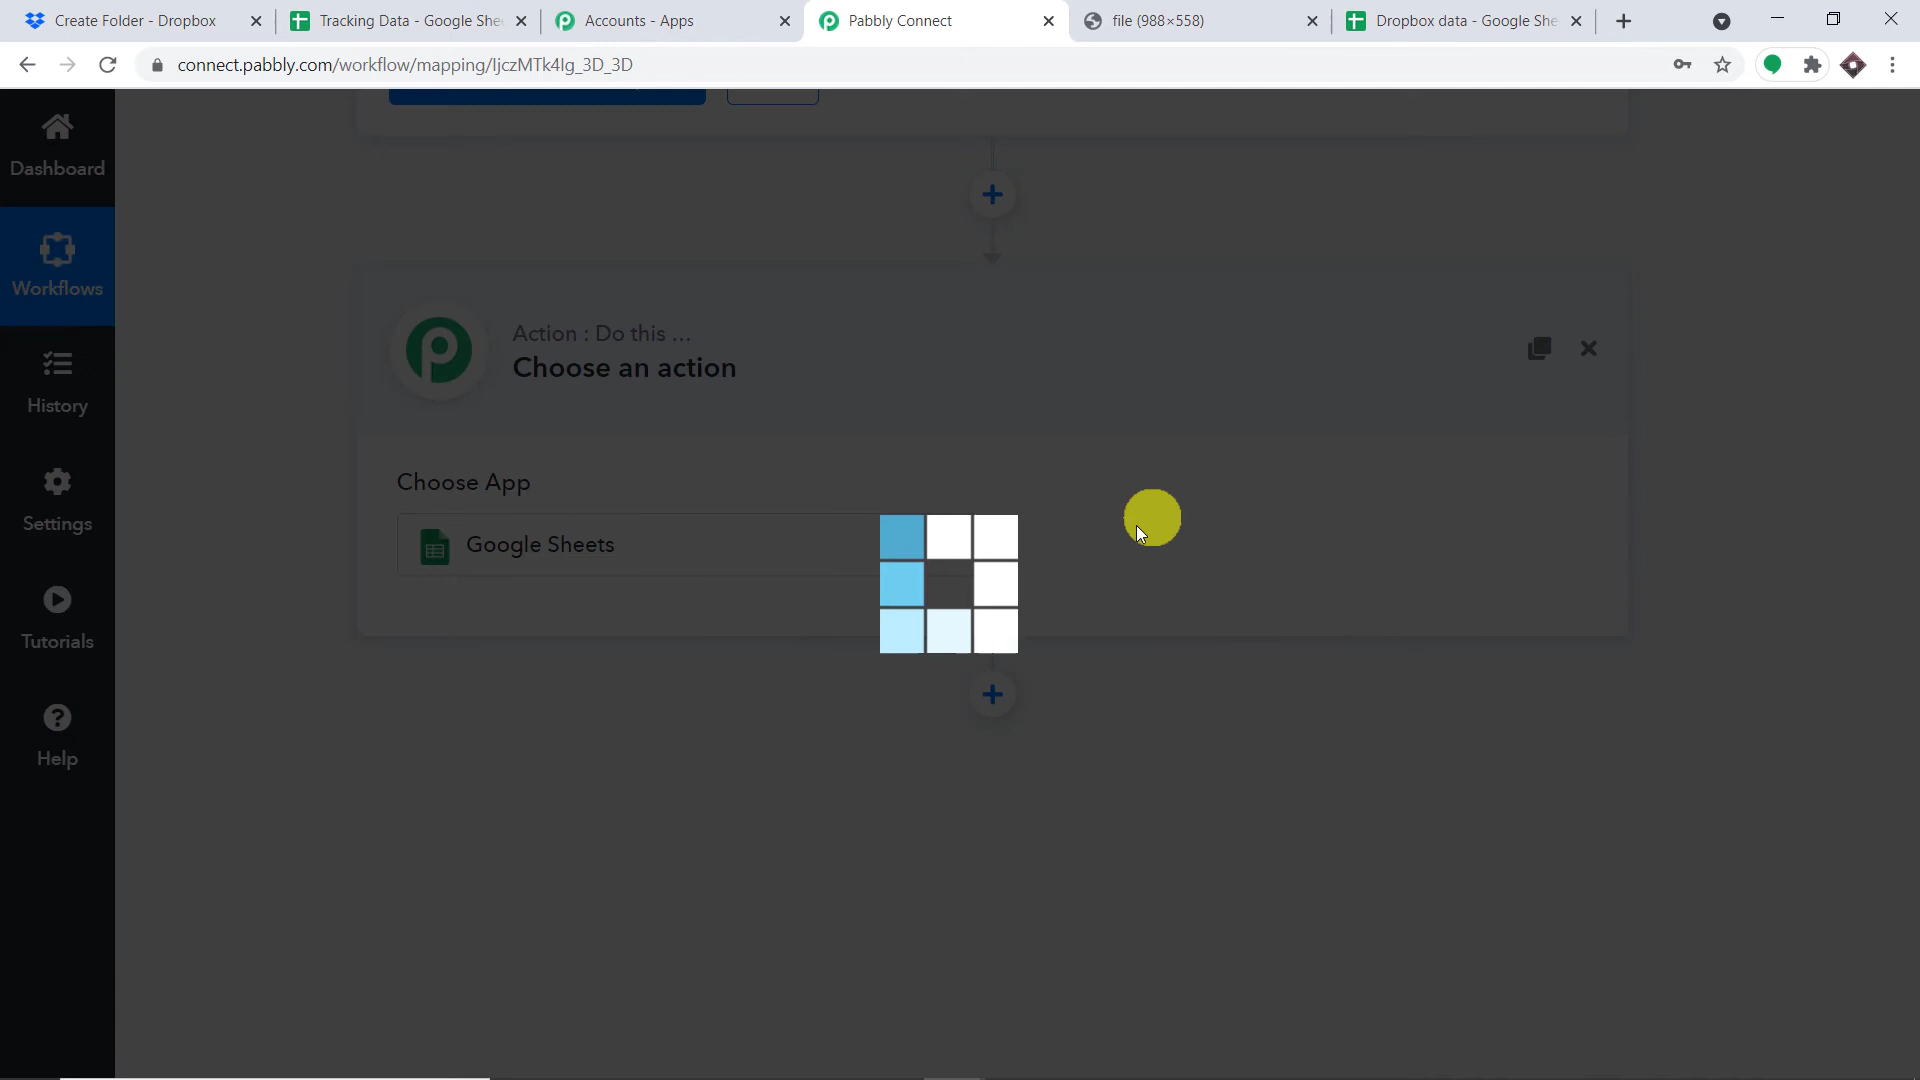 Create Folder - Dropbox
Tracking Data - Google She
Accounts - Apps
Pabbly Connect
file (988×558)
Dropbox data - Google She
connect.pabbly.com/workflow/mapping/IjczMTk4Ig_3D_3D
Dashboard
Workflows
History
Settings
Tutorials
Help
Action : Do this ...
Choose an action
Choose App
Google Sheets